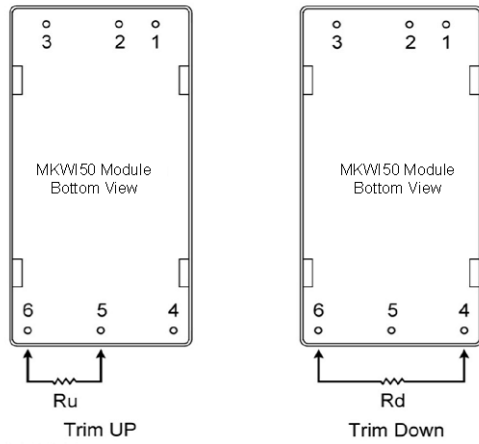 3 2 1
MKWI50 Module
Bottom View
6 5 4
Ru
Trim UP
3 2 1
MKWI50 Module
Bottom View
6 5 4
Rd
Trim Down